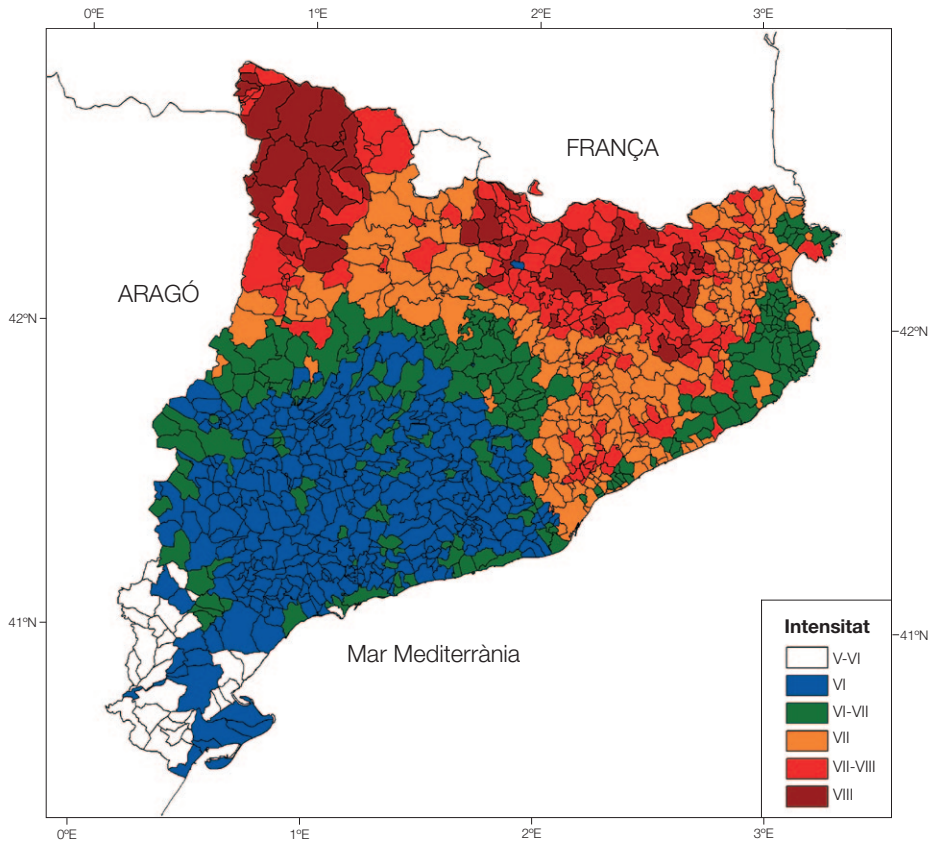 0ºE 1ºE 2ºE 3ºE
FRANÇA
ARAGÓ
42ºN 42ºN
41ºN 41ºN
Mar Mediterrània
Intensitat
V-VI
VI
VI-VII
VII
VII-VIII
VIII
0ºE 1ºE 2ºE 3ºE